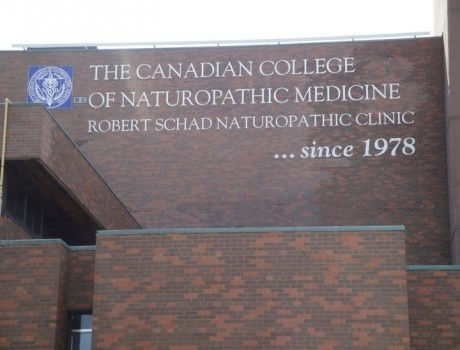 THE CANADIAN COLLEGE
OF NATUROPATHIC MEDICINE
ROBERT SCHAD NATUROPATHIC CLINIC
...since 1978